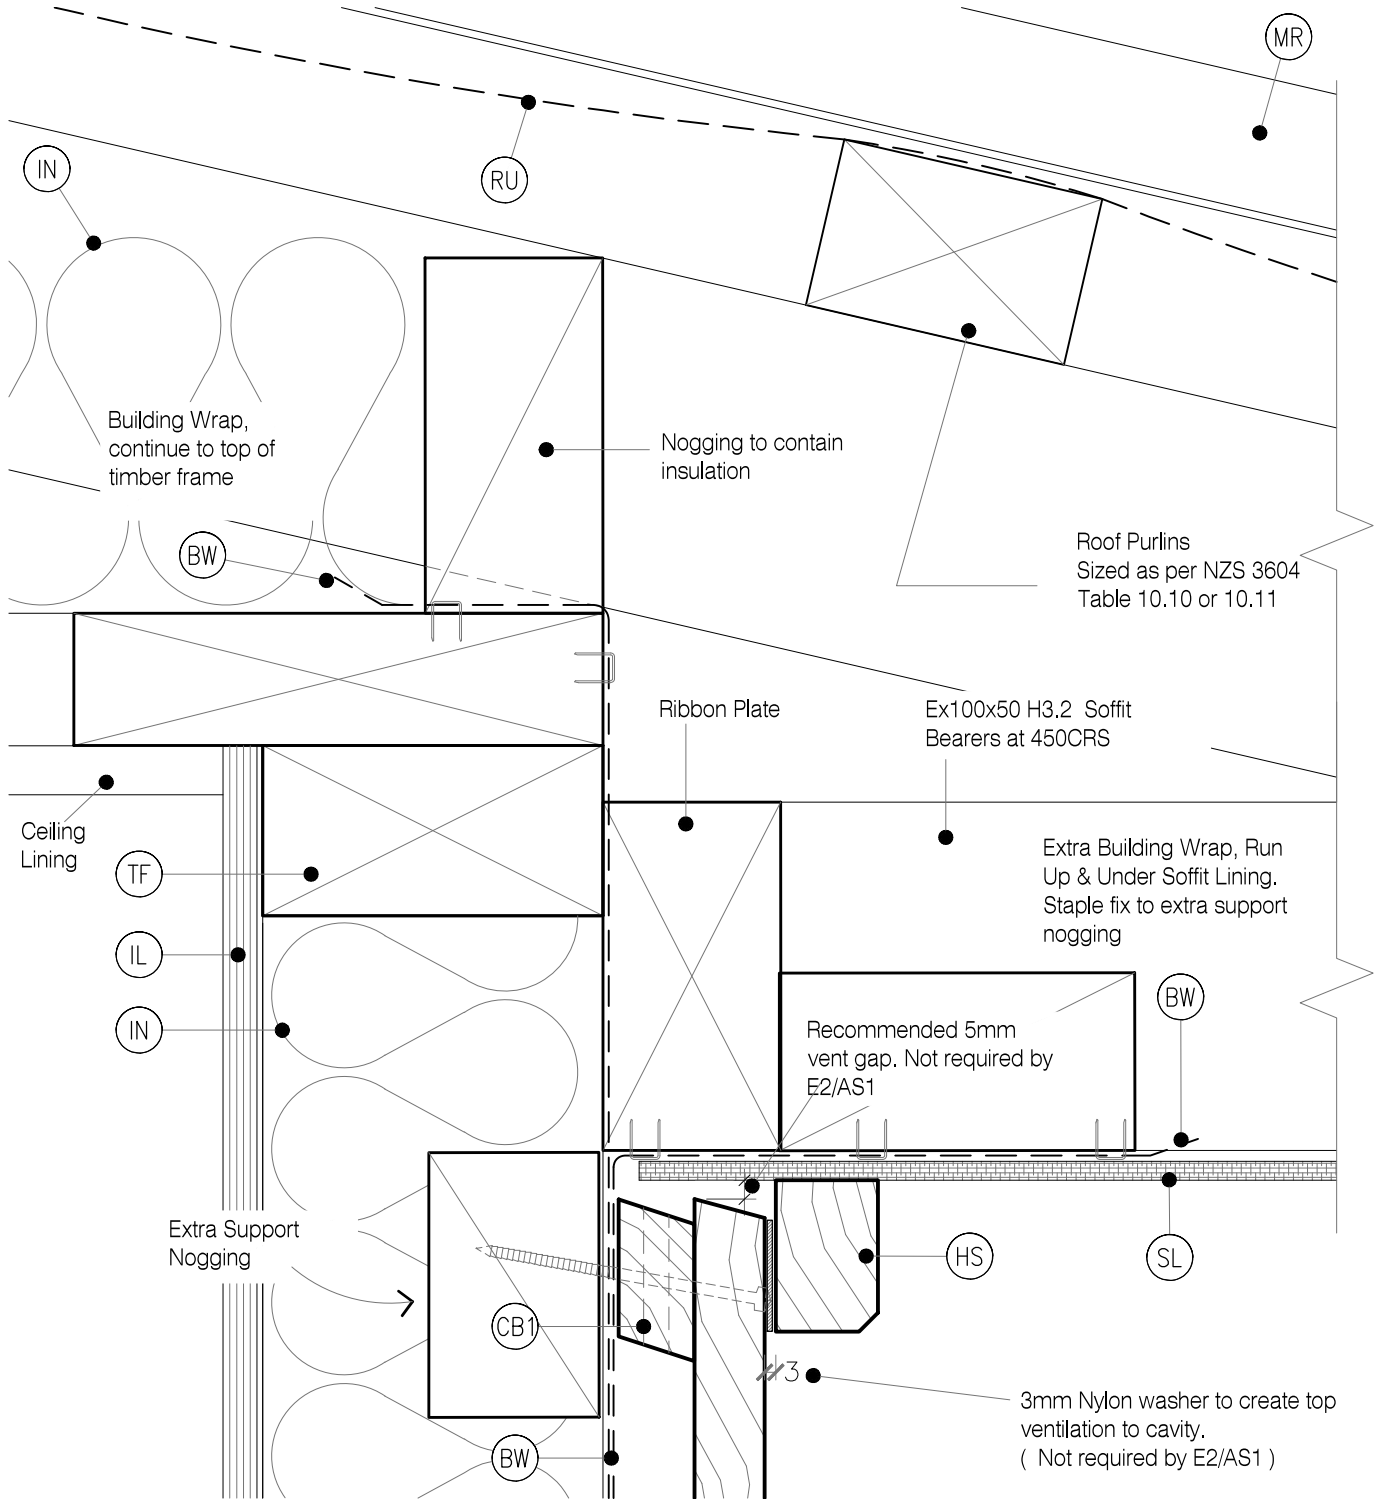 MR
RU
IN
Building Wrap,
continue to top of
timber frame
Nogging to contain
insulation
BW
Roof Purlins
Sized as per NZS 3604
Table 10.10 or 10.11
Ribbon Plate
Ex100x50 H3.2 Soffit
Bearers at 450CRS
Ceiling
Lining
TF
Extra Building Wrap, Run
Up & Under Soffit Lining.
Staple fix to extra support
nogging
IL
IN
BW
Recommended 5mm
vent gap. Not required by
E2/AS1
Extra Support
Nogging
HS
SL
CB1
3
3mm Nylon washer to create top
ventilation to cavity.
( Not required by E2/AS1 )
BW